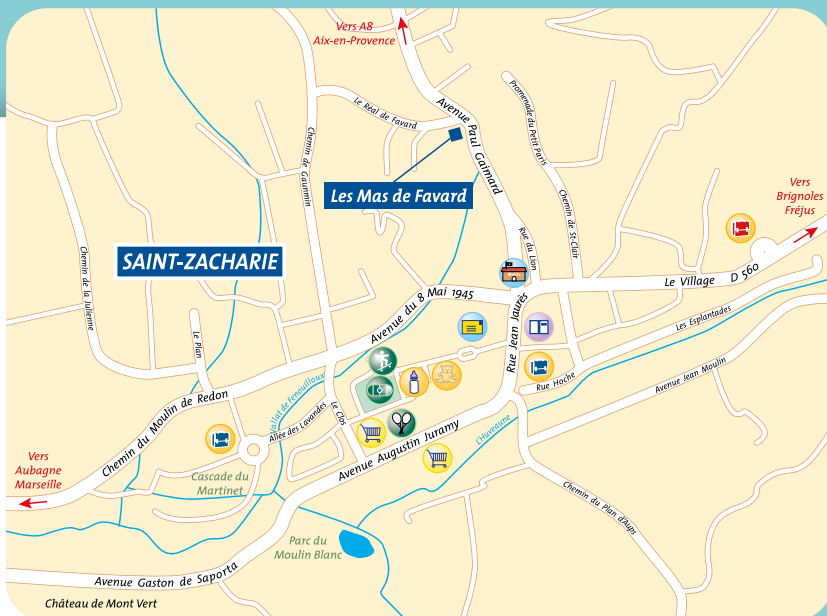 Vers A8
Aix-en-Provence
Le Réal de Favard
Avenue Paul Gaimard
Promenade du Petit Paris
Chemin de Gaunmin
Les Mas de Favard
Vers
Brignoles
Fréjus
Chemin de St-Clair
Rue du Lion
SAINT-ZACHARIE
Chemin de la Julienne
Le Village D 560
Avenue du 8 Mai 1945
Rue Jean Jaurès
Les Esplantades
Le Plan
Avenue Jean Moulin
Rue Hoche
Vallat de Fenouilloux
Chemin du Moulin de Redon
Allée des Lavandes
Le Clos
L'Huveaune
Avenue Augustin Juramy
Vers
Aubagne
Marseille
Cascade du
Martinet
Chemin du Plan d'Aups
Parc du
Moulin Blanc
Avenue Gaston de Saporta
Château de Mont Vert